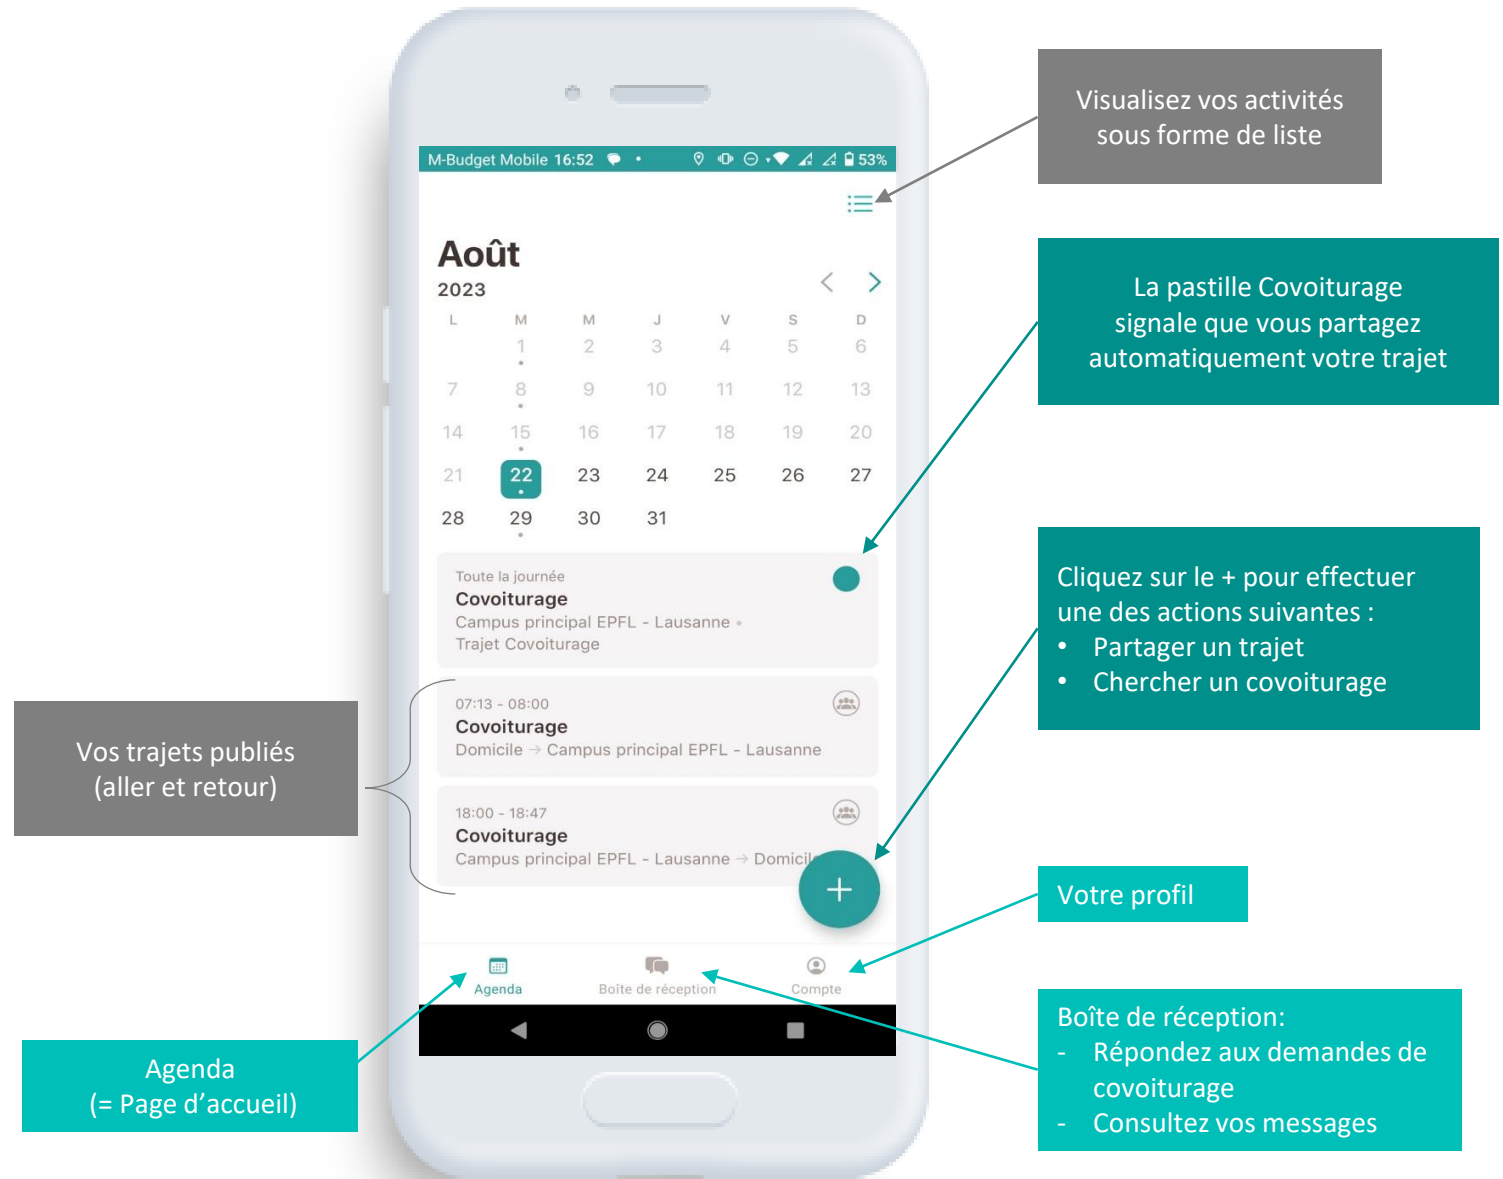 Visualisez vos activités
sous forme de liste
M-Budget Mobile 16:52
53%
Août
2023
L M M J V S D
1 2 3 4 5 6
7 8 9 10 11 12 13
14 15 16 17 18 19 20
21 22 23 24 25 26 27
28 29 30 31
La pastille Covoiturage
signale que vous partagez
automatiquement votre trajet
Toute la journée
Covoiturage
Campus principal EPFL - Lausanne •
Trajet Covoiturage
Cliquez sur le + pour effectuer
une des actions suivantes :
• Partager un trajet
• Chercher un covoiturage
Vos trajets publiés
(aller et retour)
07:13 - 08:00
Covoiturage
Domicile → Campus principal EPFL - Lausanne
18:00 - 18:47
Covoiturage
Campus principal EPFL - Lausanne → Domicil
+
Votre profil
Agenda
Boîte de réception
Compte
Agenda
(= Page d’accueil)
Boîte de réception:
- Répondez aux demandes de
covoiturage
- Consultez vos messages